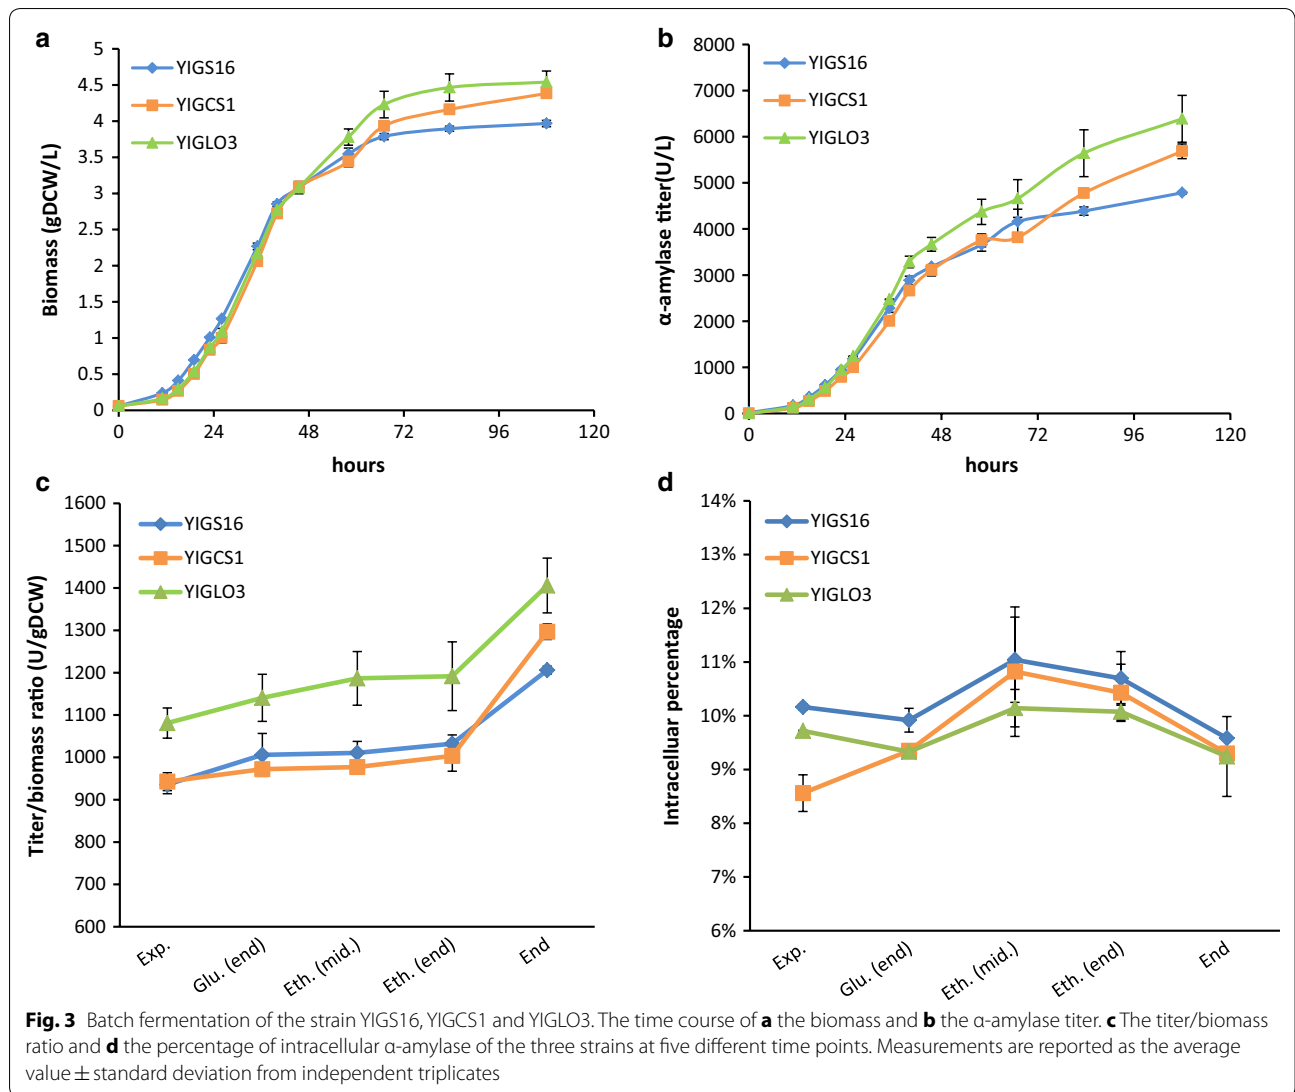 a
5
4.5
4
3.5
3
2.5
2
1.5
1
0.5
0
Biomass (gDCW/L)
YIGS16
YIGCS1
YIGLO3
0 24 48 72 96 120
hours
b
8000
7000
6000
5000
4000
3000
2000
1000
0
α-amylase titer(U/L)
YIGS16
YIGCS1
YIGLO3
0 24 48 72 96 120
hours
c
1600
1500
1400
1300
1200
1100
1000
900
800
700
600
Titer/biomass ratio (U/gDCW)
YIGS16
YIGCS1
YIGLO3
Exp. Glu. (end) Eth. (mid.) Eth. (end) End
d
14%
13%
12%
11%
10%
9%
8%
7%
6%
Intracelluar percentage
YIGS16
YIGCS1
YIGLO3
Exp. Glu. (end) Eth. (mid.) Eth. (end) End
Fig. 3 Batch fermentation of the strain YIGS16, YIGCS1 and YIGLO3. The time course of a the biomass and b the α-amylase titer. c The titer/biomass
ratio and d the percentage of intracellular α-amylase of the three strains at five different time points. Measurements are reported as the average
value ± standard deviation from independent triplicates